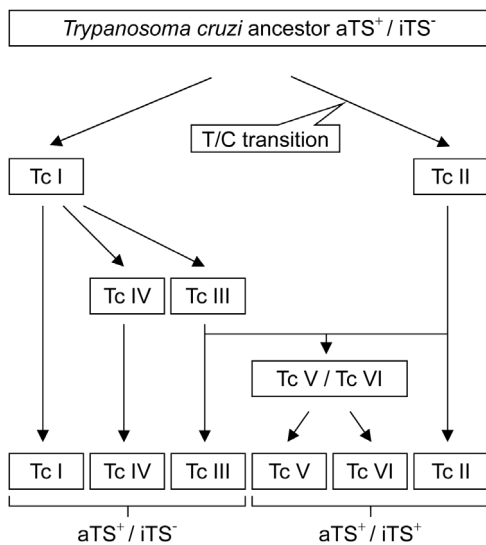 Trypanosoma cruzi ancestor aTS⁺ / iTS⁻
T/C transition
Tc I
Tc II
Tc IV
Tc III
Tc V / Tc VI
Tc I
Tc IV
Tc III
Tc V
Tc VI
Tc II
aTS⁺ / iTS⁻
aTS⁺ / iTS⁺